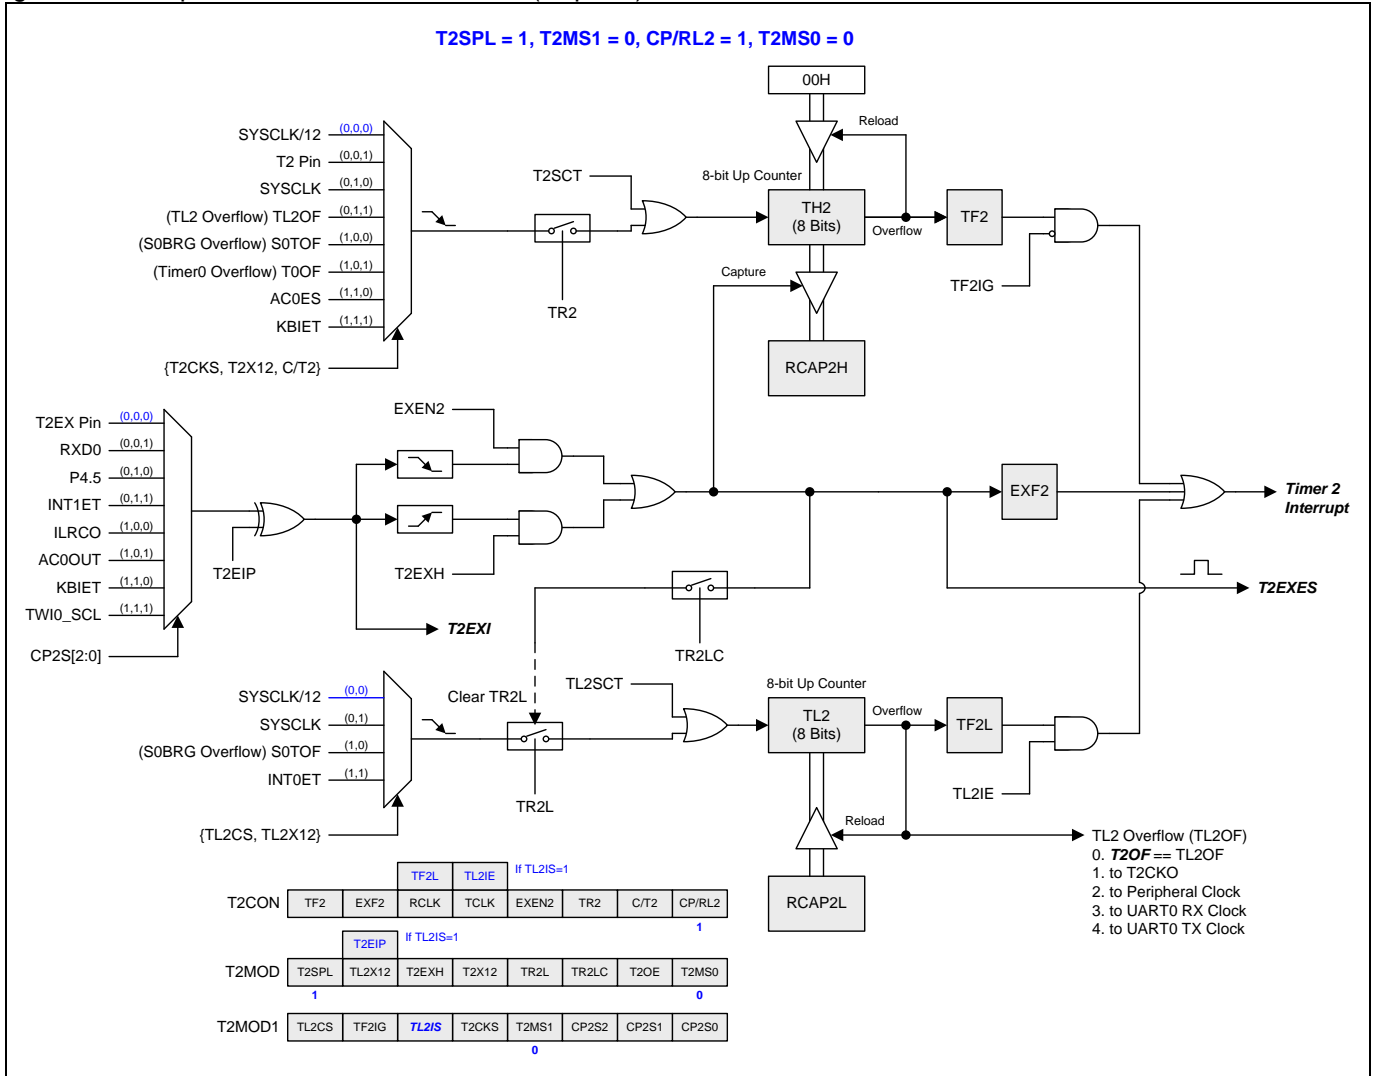 T2SPL = 1, T2MS1 = 0, CP/RL2 = 1, T2MS0 = 0
00H
Reload
SYSCLK/12 (0,0,0)
T2 Pin (0,0,1)
SYSCLK (0,1,0)
(TL2 Overflow) TL2OF (0,1,1)
(S0BRG Overflow) S0TOF (1,0,0)
(Timer0 Overflow) T0OF (1,0,1)
AC0ES (1,1,0)
KBIET (1,1,1)
{T2CKS, T2X12, C/T2}
TR2
T2SCT
8-bit Up Counter
TH2
(8 Bits)
Overflow
TF2
TF2IG
Capture
RCAP2H
T2EX Pin (0,0,0)
RXD0 (0,0,1)
P4.5 (0,1,0)
INT1ET (0,1,1)
ILRCO (1,0,0)
AC0OUT (1,0,1)
KBIET (1,1,0)
TWI0_SCL (1,1,1)
CP2S[2:0]
T2EIP
EXEN2
T2EXH
T2EXI
EXF2
Timer 2
Interrupt
T2EXES
TR2LC
Clear TR2L
SYSCLK/12 (0,0)
SYSCLK (0,1)
(S0BRG Overflow) S0TOF (1,0)
INT0ET (1,1)
{TL2CS, TL2X12}
TR2L
TL2SCT
8-bit Up Counter
TL2
(8 Bits)
Overflow
TF2L
TL2IE
Reload
RCAP2L
TL2 Overflow (TL2OF)
0. T2OF == TL2OF
1. to T2CKO
2. to Peripheral Clock
3. to UART0 RX Clock
4. to UART0 TX Clock
TF2L TL2IE If TL2IS=1
T2CON TF2 EXF2 RCLK TCLK EXEN2 TR2 C/T2 CP/RL2
1
T2EIP If TL2IS=1
T2MOD T2SPL TL2X12 T2EXH T2X12 TR2L TR2LC T2OE T2MS0
1 0
T2MOD1 TL2CS TF2IG TL2IS T2CKS T2MS1 CP2S2 CP2S1 CP2S0
0